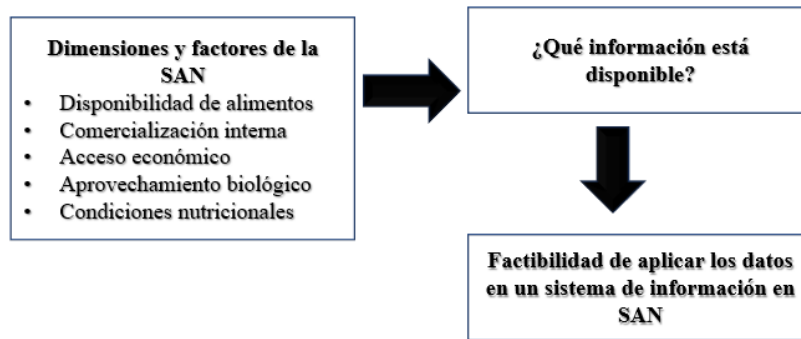 Dimensiones y factores de la
SAN
• Disponibilidad de alimentos
• Comercialización interna
• Acceso económico
• Aprovechamiento biológico
• Condiciones nutricionales
¿Qué información está
disponible?
Factibilidad de aplicar los datos
en un sistema de información en
SAN